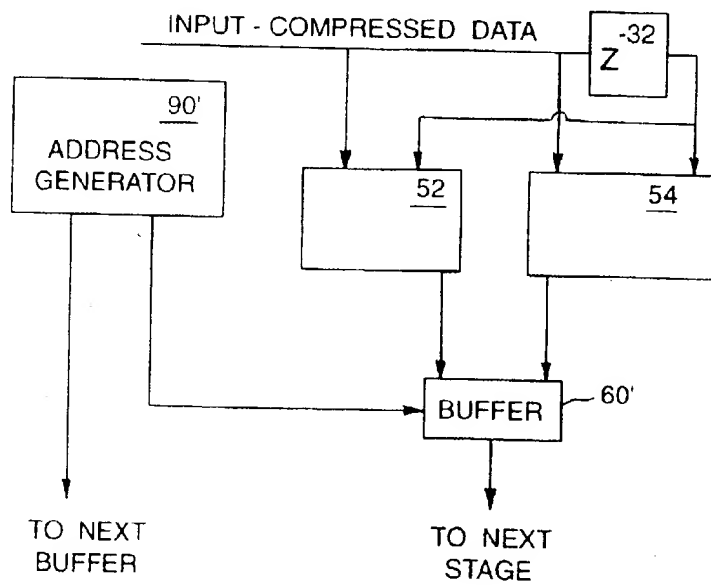 INPUT - COMPRESSED DATA
-32
Z
90'
ADDRESS
GENERATOR
52
54
BUFFER
60'
TO NEXT
BUFFER
TO NEXT
STAGE